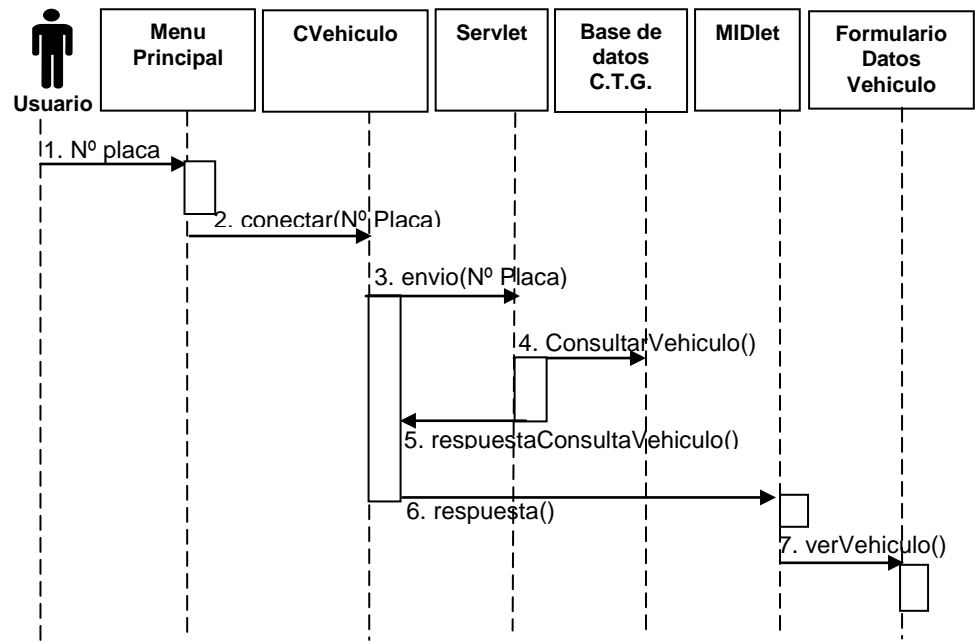 Usuario
Menu
Principal
CVehiculo
Servlet
Base de
datos
C.T.G.
MIDlet
Formulario
Datos
Vehiculo
1. Nº placa
2. conectar(Nº Placa)
3. envio(Nº Placa)
4. ConsultarVehiculo()
5. respuestaConsultaVehiculo()
6. respuesta()
7. verVehiculo()